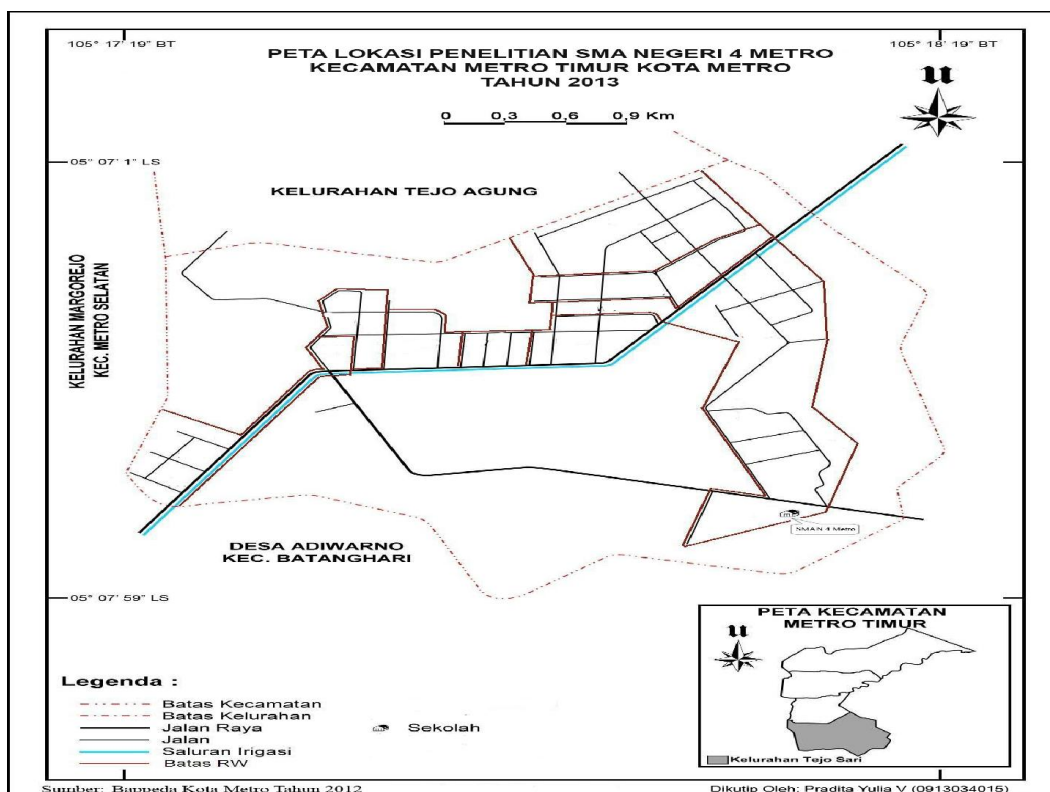 105° 17' 19" BT
105° 18' 19" BT
PETA LOKASI PENELITIAN SMA NEGERI 4 METRO
KECAMATAN METRO TIMUR KOTA METRO
TAHUN 2013
U
0 0,3 0,6 0,9 Km
05° 07' 1" LS
KELURAHAN TEJO AGUNG
KELURAHAN MARGOREJO
KEC. METRO SELATAN
SMA N 4 Metro
DESA ADIWARNO
KEC. BATANGHARI
05° 07' 59" LS
PETA KECAMATAN
METRO TIMUR
U
Kelurahan Tejo Sari
Legenda :
Batas Kecamatan
Batas Kelurahan
Jalan Raya
Sekolah
Jalan
Saluran Irigasi
Batas RW
Sumber: Bappeda Kota Metro Tahun 2012
Dikutip Oleh: Pradita Yulia V (0913034015)